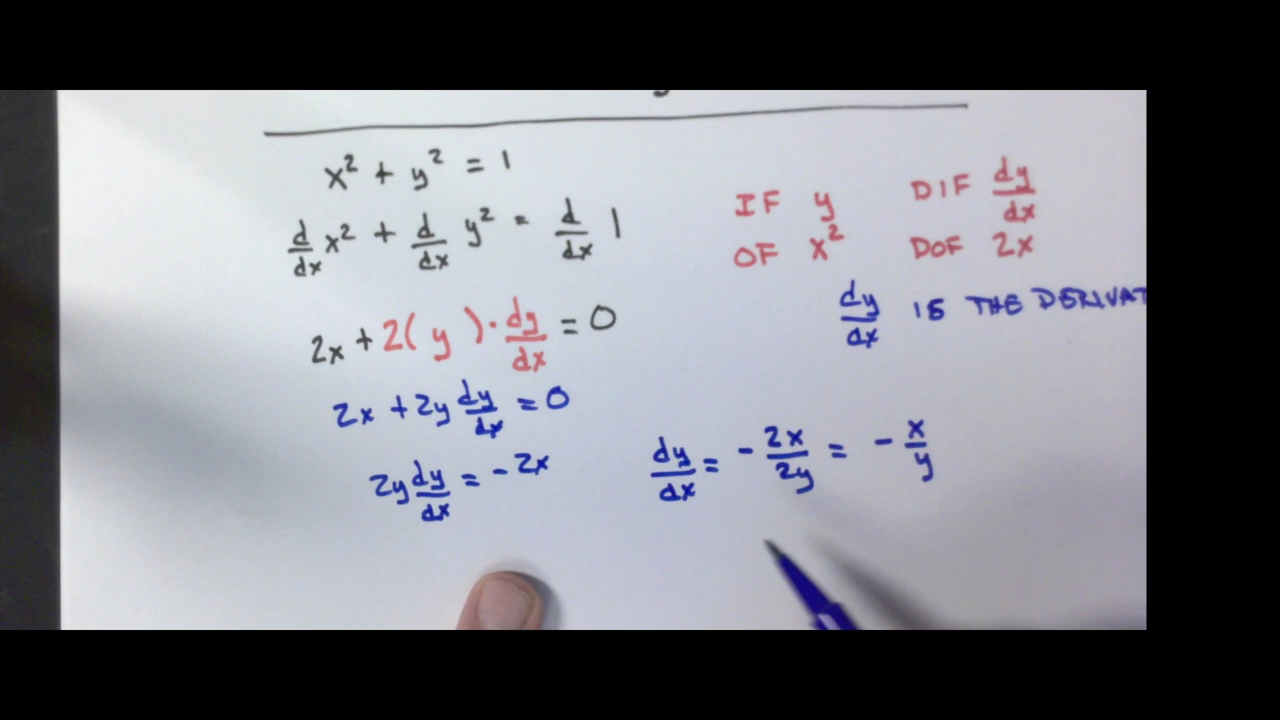 x² + y² = 1
d/dx x² + d/dx y² = d/dx 1
2x + 2( y ) · dy/dx = 0
2x + 2y dy/dx = 0
2y dy/dx = - 2x
IF y DIF dy/dx
OF x² DOF 2x
dy/dx IS THE DERIVAT
dy/dx = - 2x/2y = - x/y